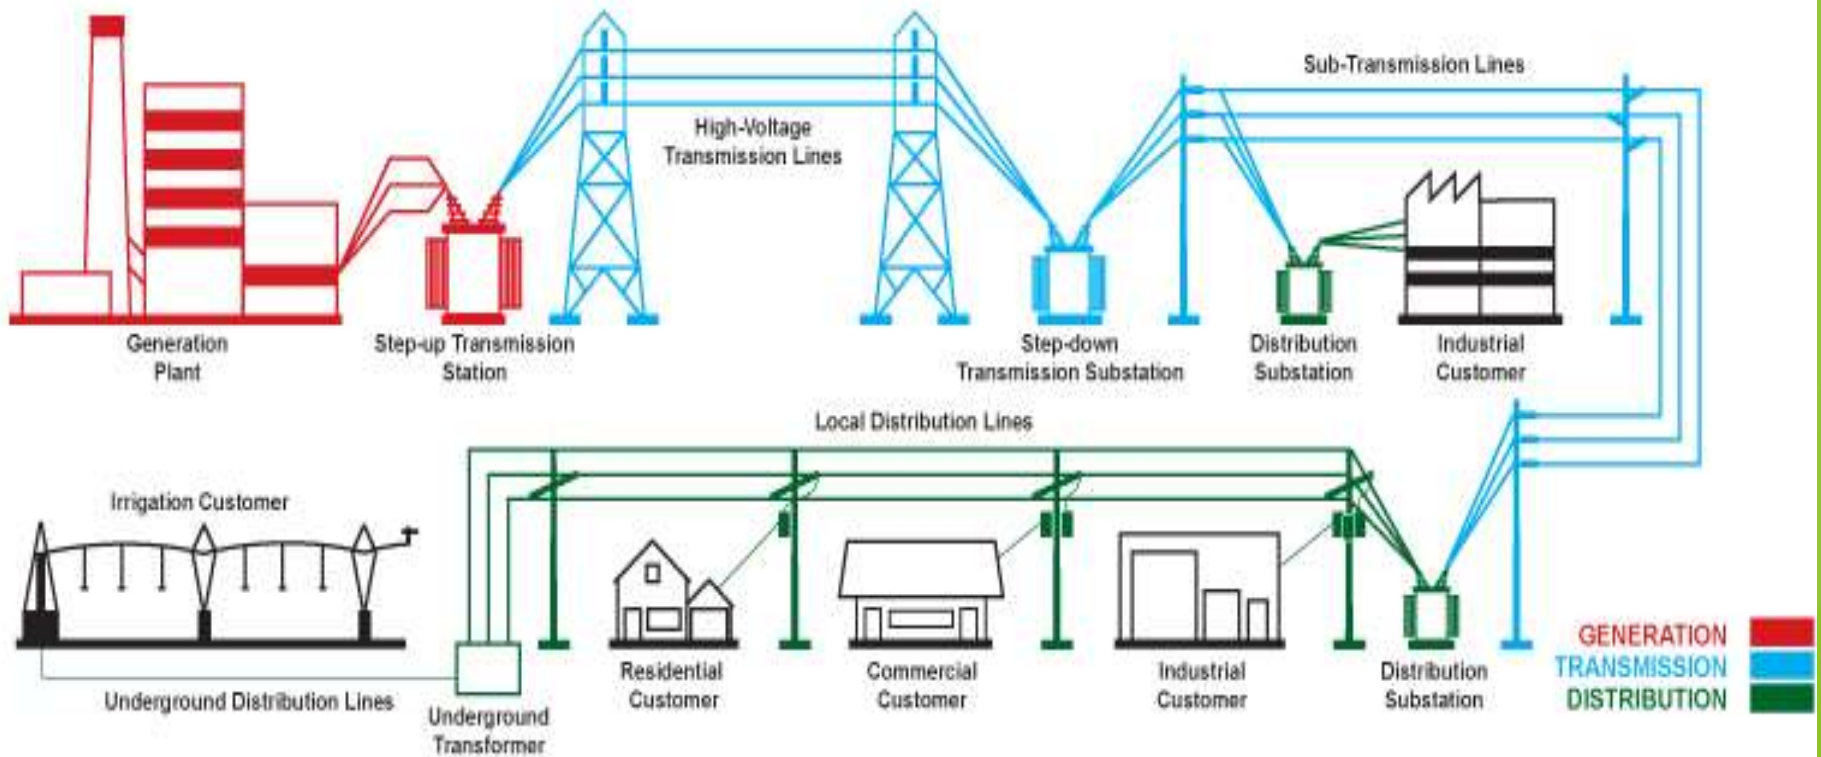 Sub-Transmission Lines
High-Voltage
Transmission Lines
Generation
Plant
Step-up Transmission
Station
Step-down
Transmission Substation
Distribution
Substation
Industrial
Customer
Local Distribution Lines
Irrigation Customer
Underground Distribution Lines
Underground
Transformer
Residential
Customer
Commercial
Customer
Industrial
Customer
Distribution
Substation
GENERATION
TRANSMISSION
DISTRIBUTION